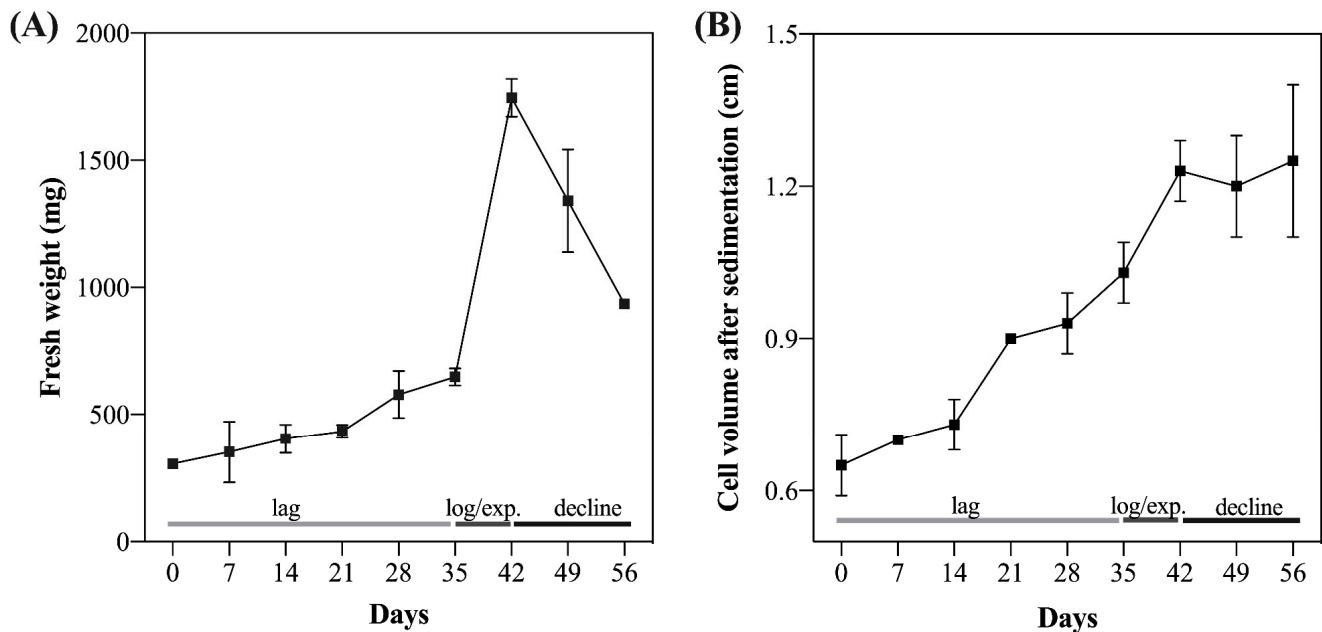 (A)
2000
1500
1000
500
0
Fresh weight (mg)
lag
log/exp.
decline
0 7 14 21 28 35 42 49 56
Days
(B)
1.5
1.2
0.9
0.6
Cell volume after sedimentation (cm)
lag
log/exp.
decline
0 7 14 21 28 35 42 49 56
Days